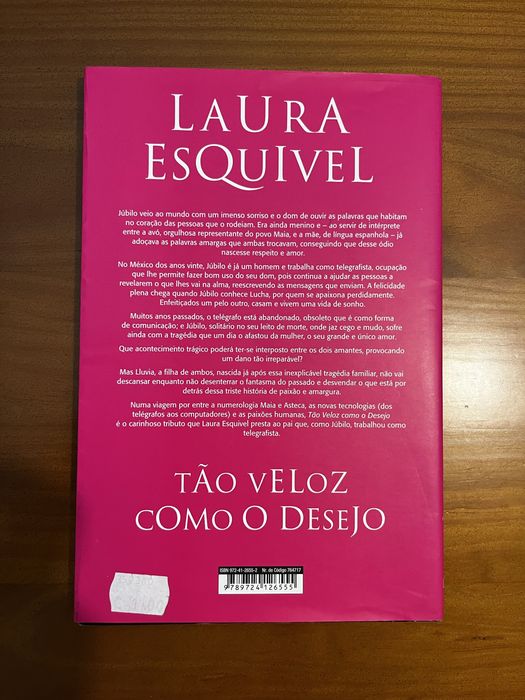 LAURA
ESQUIVEL
Júbilo veio ao mundo com um imenso sorriso e o dom de ouvir as palavras que habitam
no coração das pessoas que o rodeiam. Era ainda menino e – ao servir de intérprete
entre a avó, orgulhosa representante do povo Maia, e a mãe, de língua espanhola – já
adoçava as palavras amargas que ambas trocavam, conseguindo que desse ódio
nascesse respeito e amor.
No México dos anos vinte, Júbilo é já um homem e trabalha como telegrafista, ocupação
que lhe permite fazer bom uso do seu dom, pois continua a ajudar as pessoas a
revelarem o que lhes vai na alma, reescrevendo as mensagens que enviam. A felicidade
plena chega quando Júbilo conhece Lucha, por quem se apaixona perdidamente.
Enfeitiçados um pelo outro, casam e vivem uma vida de sonho.
Muitos anos passados, o telégrafo está abandonado, obsoleto que é como forma
de comunicação; e Júbilo, solitário no seu leito de morte, onde jaz cego e mudo, sofre
ainda com a tragédia que um dia o afastou da mulher, o seu grande e único amor.
Que acontecimento trágico poderá ter-se interposto entre os dois amantes, provocando
um dano tão irreparável?
Mas Lluvia, a filha de ambos, nascida já após essa inexplicável tragédia familiar, não vai
descansar enquanto não desenterrar o fantasma do passado e desvendar o que está por
detrás dessa triste história de paixão e amargura.
Numa viagem por entre a numerologia Maia e Asteca, as novas tecnologias (dos
telégrafos aos computadores) e as paixões humanas, Tão Veloz como o Desejo
é o carinhoso tributo que Laura Esquivel presta ao pai que, como Júbilo, trabalhou como
telegrafista.
TÃO VELOZ
COMO O DESEJO
ISBN 972-41-2655-2 Nr. de Código 764717
9 789724 126555